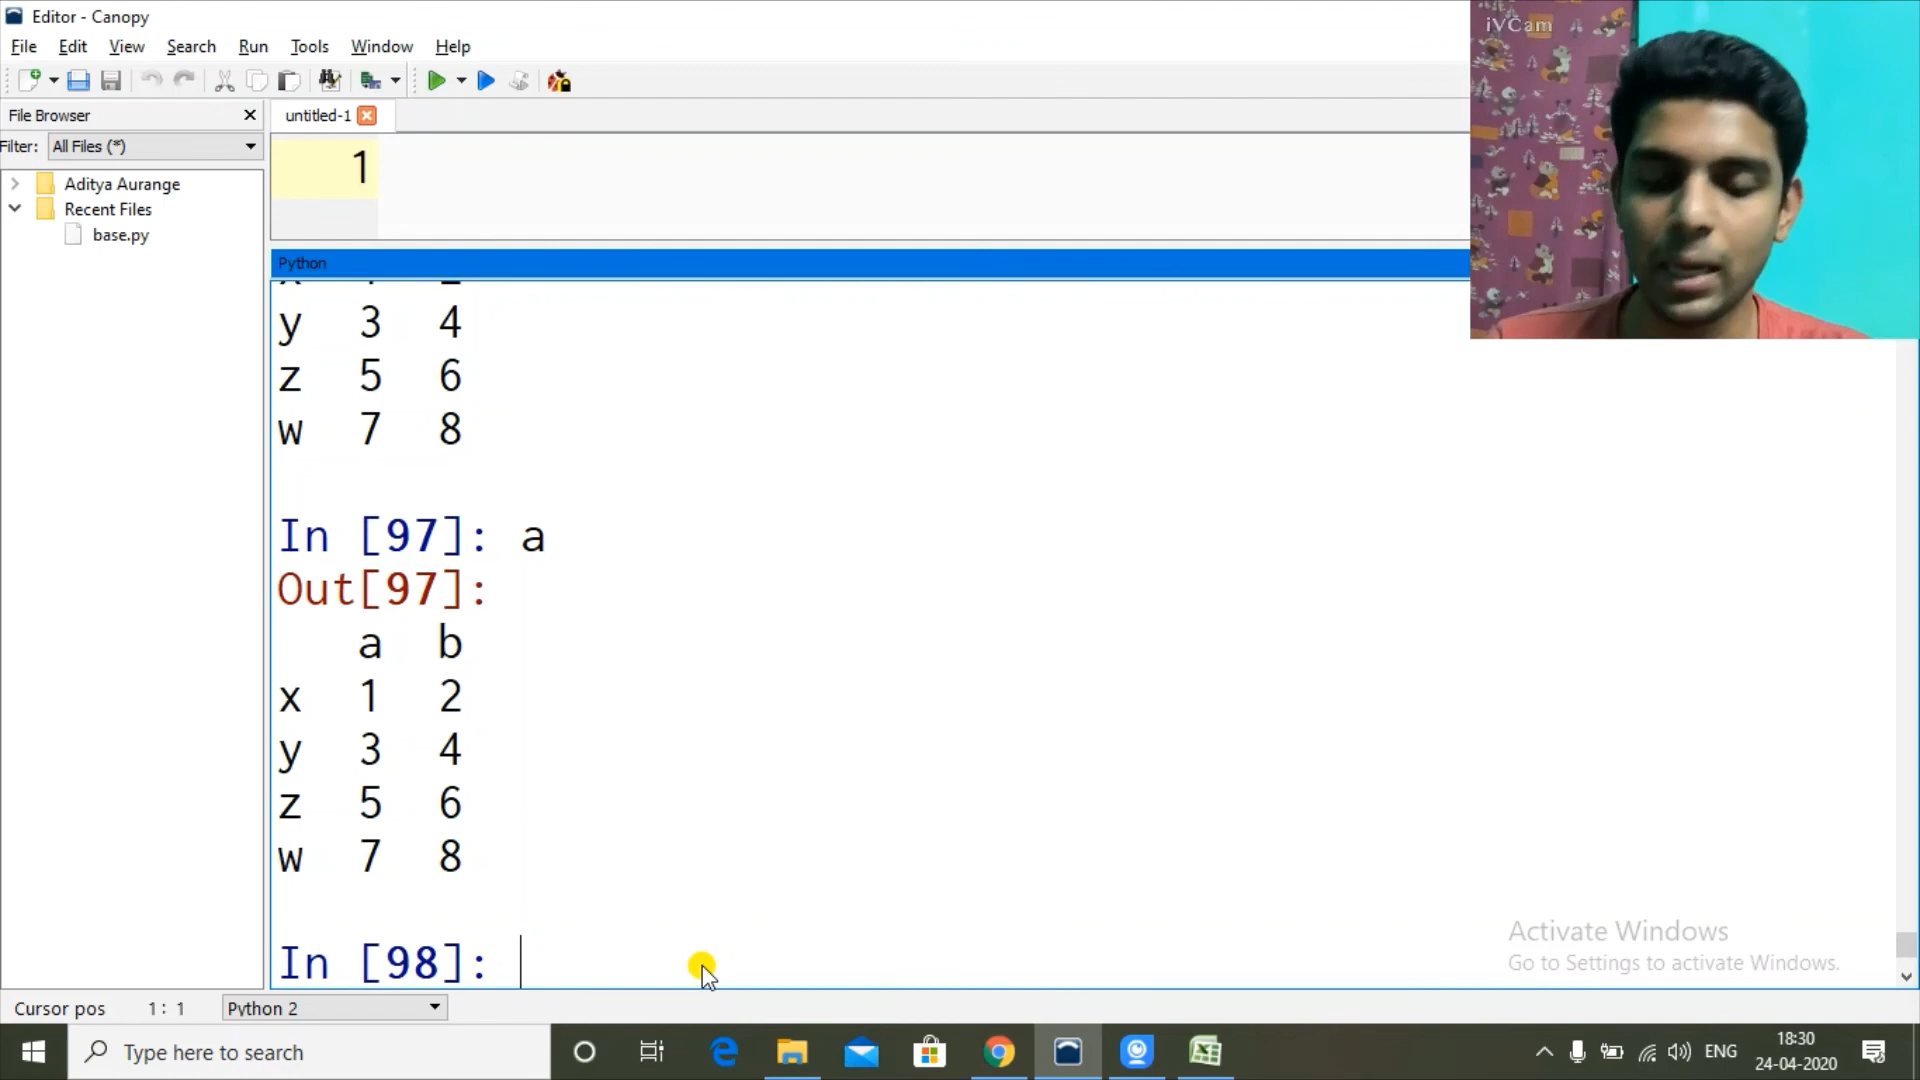 Editor - Canopy
iVCam
File Edit View Search Run Tools Window Help
File Browser
untitled-1
Filter: All Files (*)
1
Aditya Aurange
Recent Files
base.py
Python
y 3 4
z 5 6
w 7 8
In [97]: a
Out[97]:
a b
x 1 2
y 3 4
z 5 6
w 7 8
In [98]:
Activate Windows
Go to Settings to activate Windows.
Cursor pos 1: 1 Python 2
Type here to search
ENG
18:30
24-04-2020